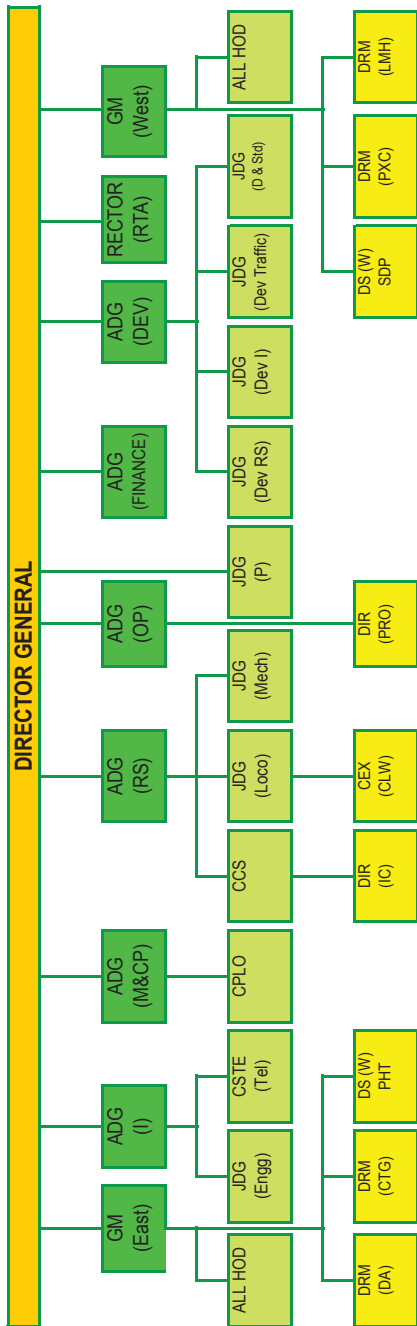 DIRECTOR GENERAL
GM
(East)
ADG
(I)
ADG
(M&CP)
ADG
(RS)
ADG
(OP)
ADG
(FINANCE)
ADG
(DEV)
RECTOR
(RTA)
GM
(West)
ALL HOD
JDG
(Engg)
CSTE
(Tel)
CPLO
CCS
JDG
(Loco)
JDG
(Mech)
JDG
(P)
JDG
(Dev RS)
JDG
(Dev I)
JDG
(Dev Traffic)
JDG
(D & Std)
ALL HOD
DRM
(DA)
DRM
(CTG)
DS (W)
PHT
DIR
(IC)
CEX
(CLW)
DIR
(PRO)
DS (W)
SDP
DRM
(PXC)
DRM
(LMH)